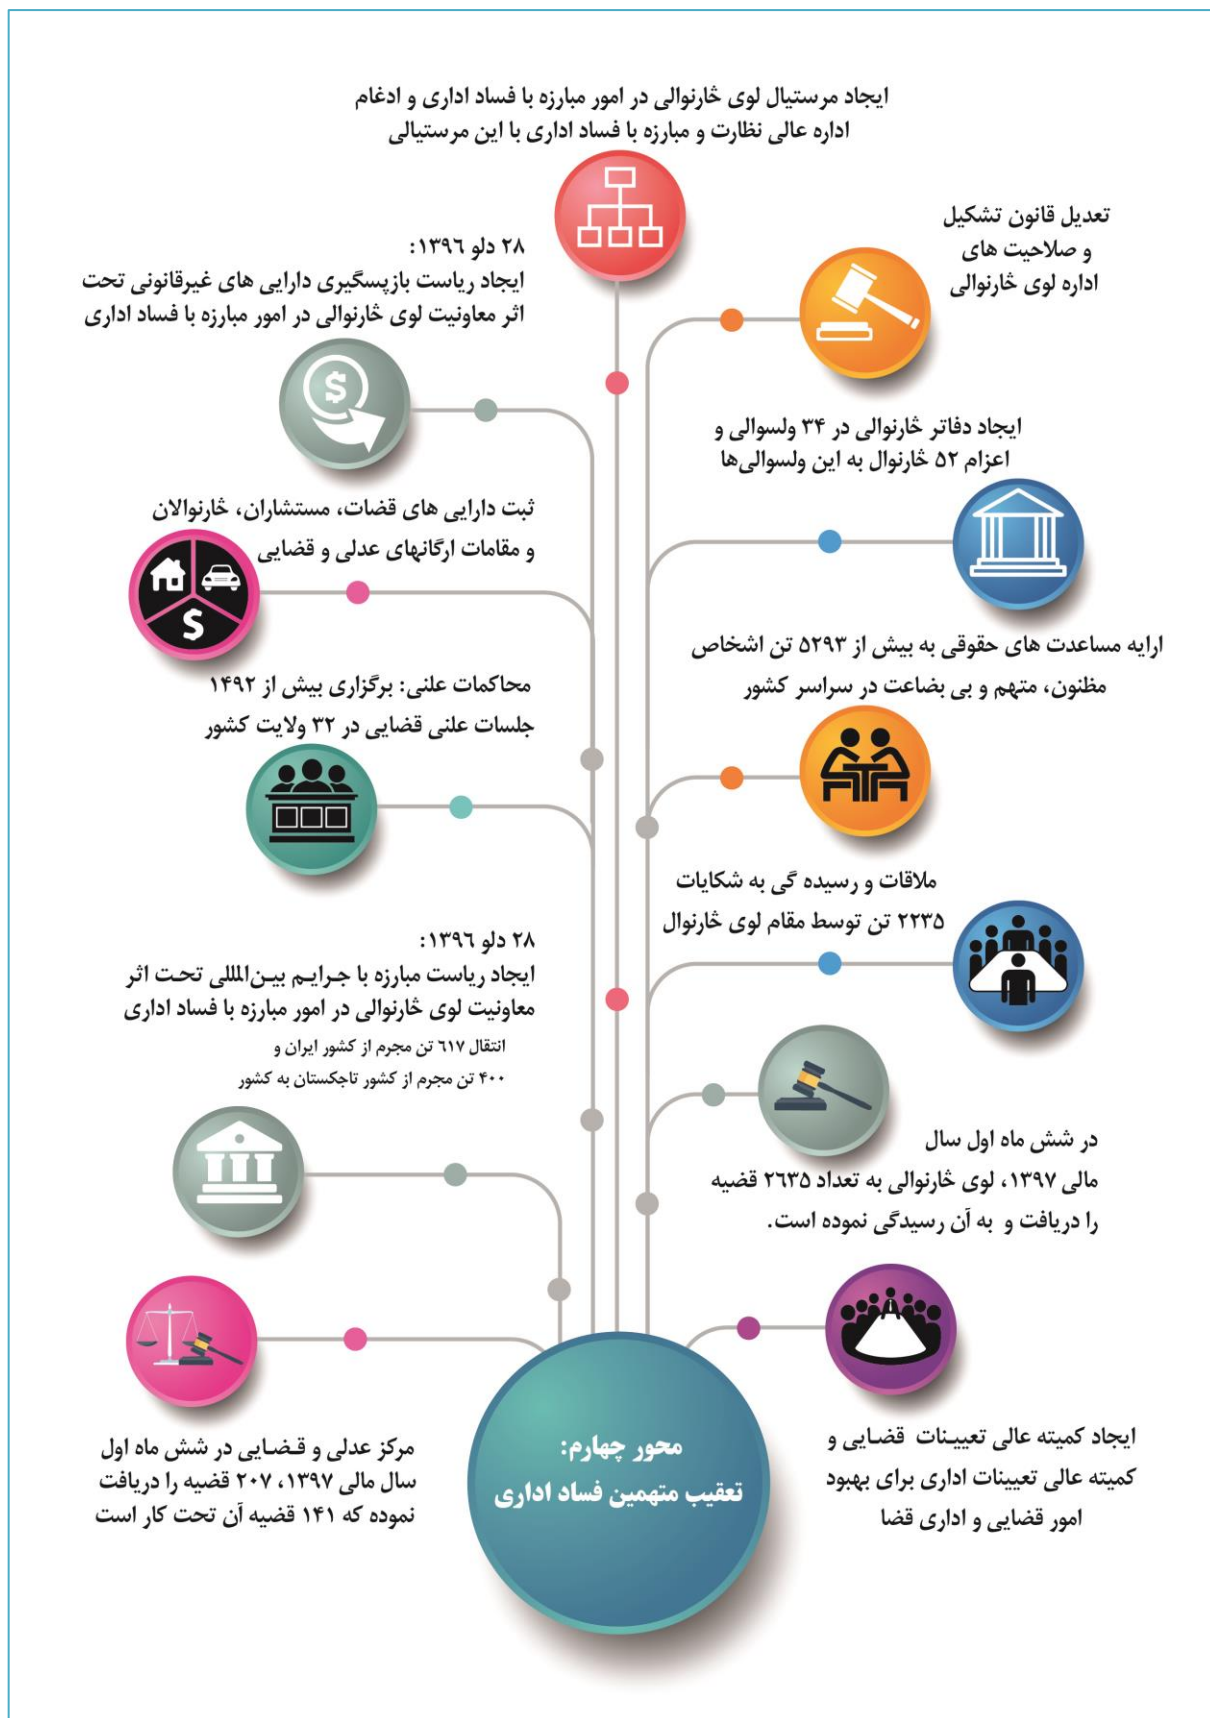 ایجاد مرستیال لوی څارنوالی در امور مبارزه با فساد اداری و ادغام
اداره عالی نظارت و مبارزه با فساد اداری با این مرستیالی
تعدیل قانون تشکیل
و صلاحیت های
اداره لوی څارنوالی
۲۸ دلو ۱۳۹٦:
ایجاد ریاست بازپسگیری دارایی های غیرقانونی تحت
اثر معاونیت لوی څارنوالی در امور مبارزه با فساد اداری
ایجاد دفاتر څارنوالی در ۳۴ ولسوالی و
اعزام ۵۲ څارنوال به این ولسوالی‌ها
ثبت دارایی های قضات، مستشاران، څارنوالان
و مقامات ارگانهای عدلی و قضایی
ارایه مساعدت های حقوقی به بیش از ۵۲۹۳ تن اشخاص
مظنون، متهم و بی بضاعت در سراسر کشور
محاکمات علنی: برگزاری بیش از ۱۴۹۲
جلسات علنی قضایی در ۳۲ ولایت کشور
ملاقات و رسیده گی به شکایات
۲۲۳۵ تن توسط مقام لوی څارنوال
۲۸ دلو ۱۳۹٦:
ایجاد ریاست مبارزه با جرایم بین‌المللی تحت اثر
معاونیت لوی څارنوالی در امور مبارزه با فساد اداری
انتقال ٦۱۷ تن مجرم از کشور ایران و
۴۰۰ تن مجرم از کشور تاجکستان به کشور
در شش ماه اول سال
مالی ۱۳۹۷، لوی څارنوالی به تعداد ۲٦۳۵ قضیه
را دریافت و به آن رسیدگی نموده است.
مرکز عدلی و قضایی در شش ماه اول
سال مالی ۱۳۹۷، ۲۰۷ قضیه را دریافت
نموده که ۱۴۱ قضیه آن تحت کار است
ایجاد کمیته عالی تعیینات قضایی و
کمیته عالی تعیینات اداری برای بهبود
امور قضایی و اداری قضا
محور چهارم:
تعقیب متهمین فساد اداری